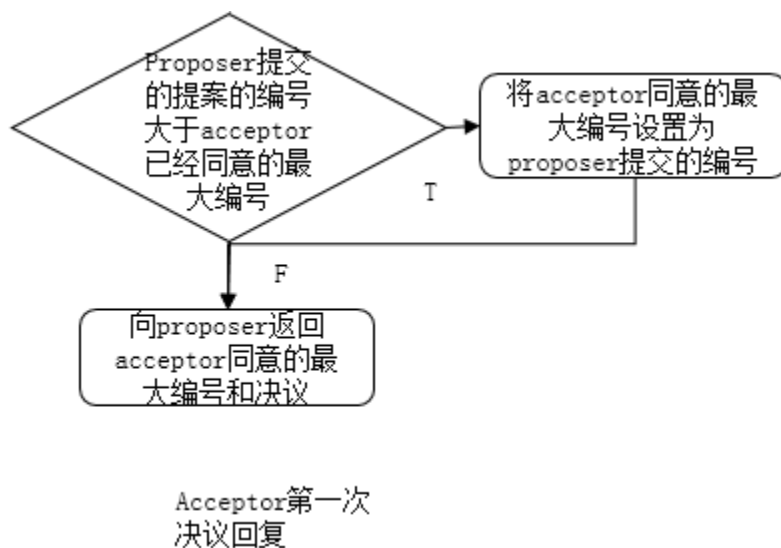 Proposer提交
的提案的编号
大于acceptor
已经同意的最
大编号
将acceptor同意的最
大编号设置为
proposer提交的编号
T
F
向proposer返回
acceptor同意的最
大编号和决议
Acceptor第一次
决议回复